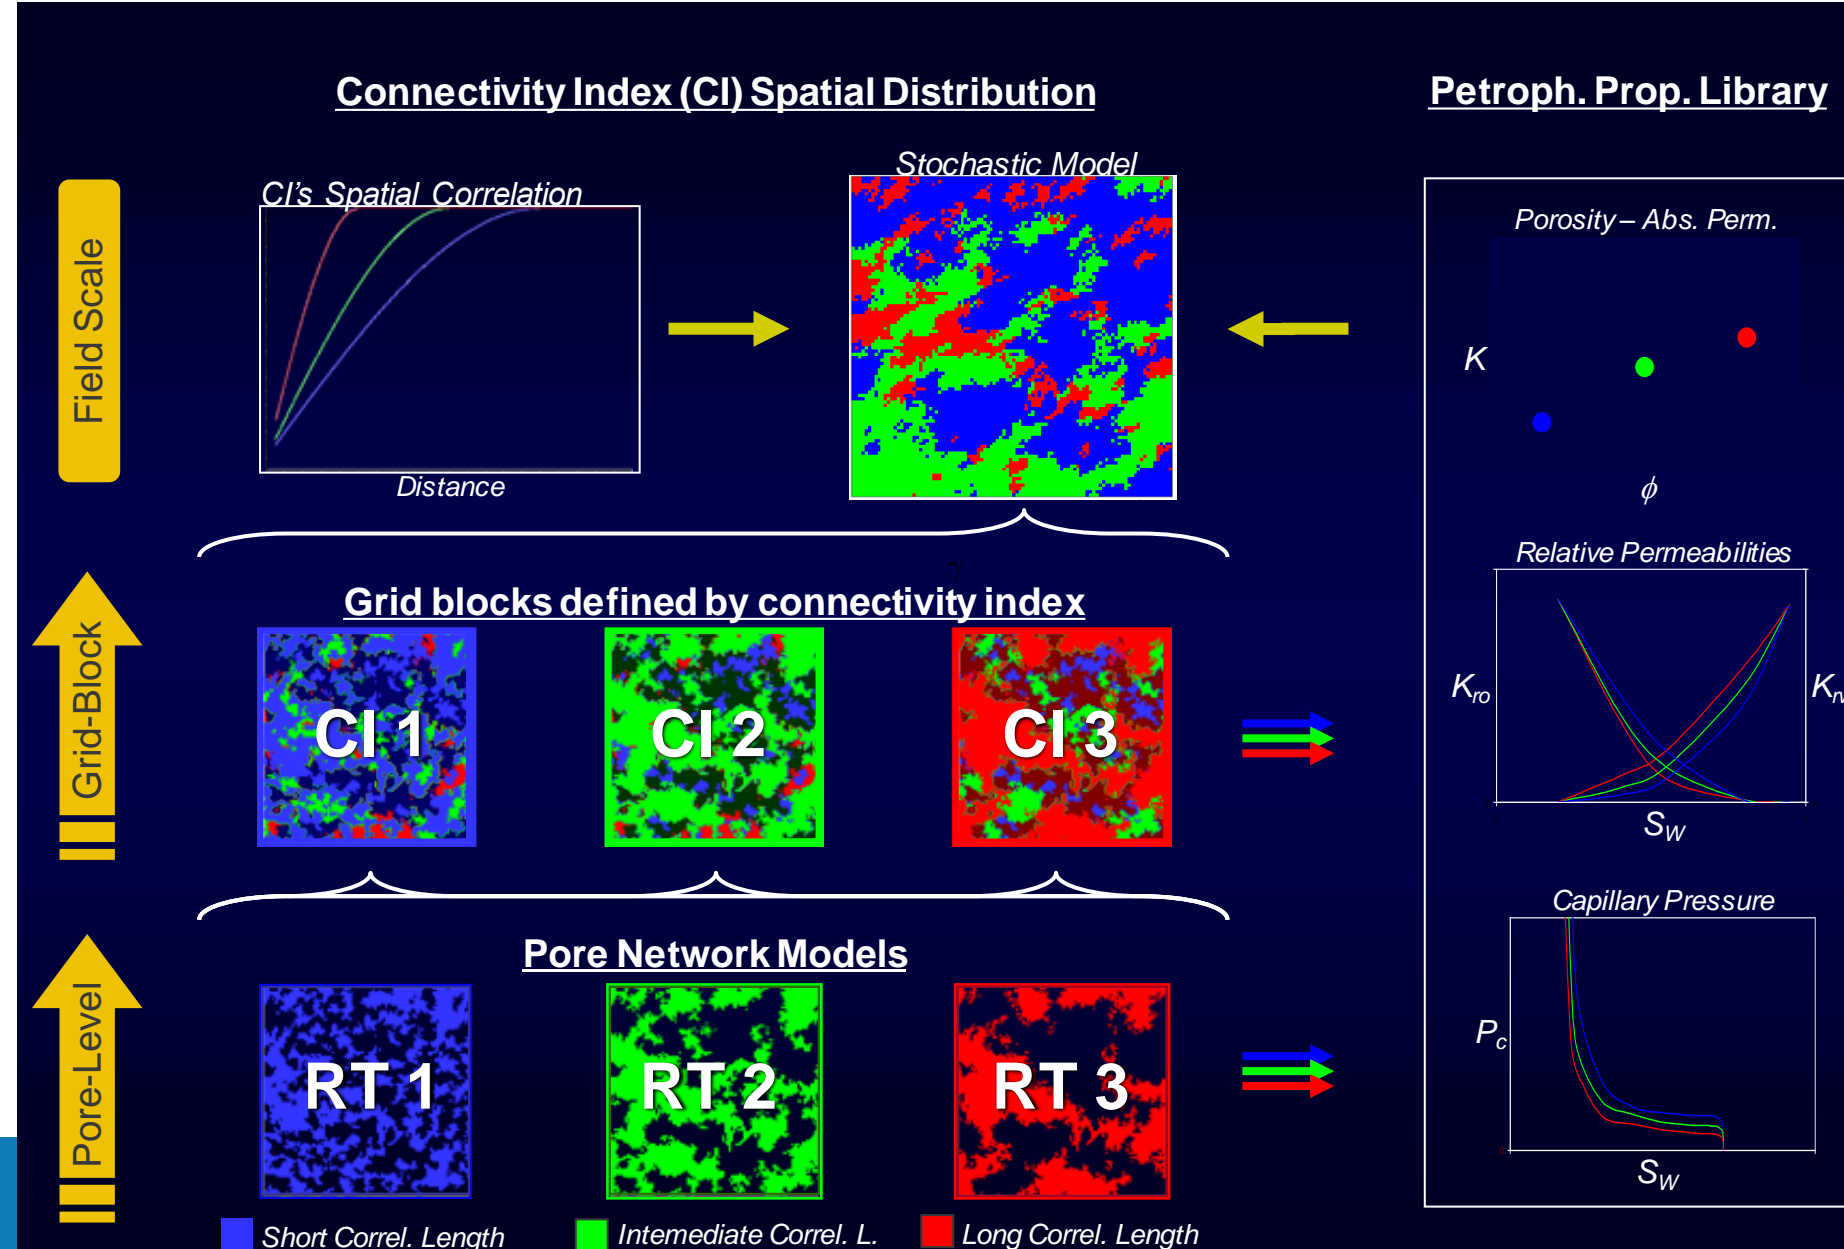 Connectivity Index (CI) Spatial Distribution
Petroph. Prop. Library
Field Scale
CI's Spatial Correlation
Distance
Stochastic Model
Porosity – Abs. Perm.
K
ϕ
γ
Grid-Block
Grid blocks defined by connectivity index
CI 1
CI 2
CI 3
Relative Permeabilities
Kro
Krw
SW
Pore-Level
Pore Network Models
RT 1
RT 2
RT 3
Capillary Pressure
Pc
0
SW
Short Correl. Length
Intemediate Correl. L.
Long Correl. Length